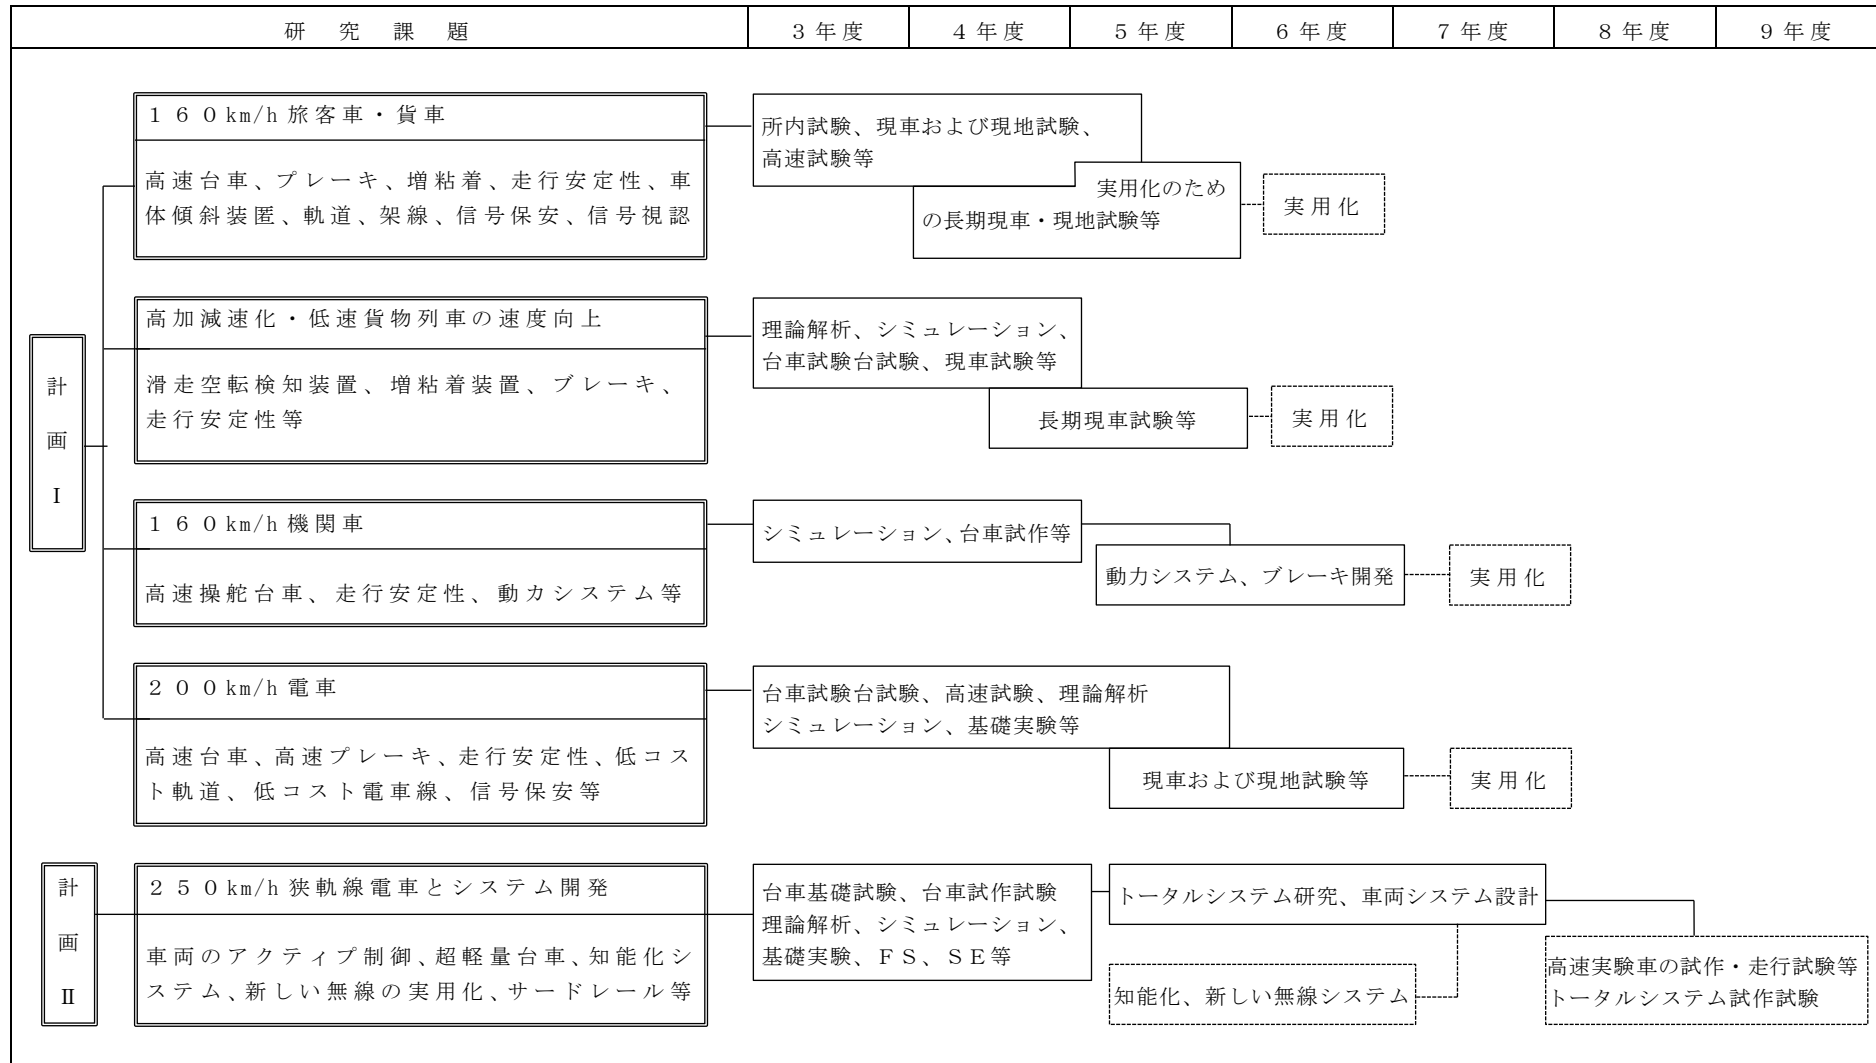 研究課題 3年度 4年度 5年度 6年度 7年度 8年度 9年度
計画Ⅰ
160km/h旅客車・貨車
高速台車、プレーキ、増粘着、走行安定性、車
体傾斜装匿、軌道、架線、信号保安、信号視認
所内試験、現車および現地試験、
高速試験等
実用化のため
の長期現車・現地試験等
実用化
高加減速化・低速貨物列車の速度向上
滑走空転検知装置、増粘着装置、ブレーキ、
走行安定性等
理論解析、シミュレーション、
台車試験台試験、現車試験等
長期現車試験等
実用化
160km/h機関車
高速操舵台車、走行安定性、動力システム等
シミュレーション、台車試作等
動力システム、ブレーキ開発
実用化
200km/h電車
高速台車、高速プレーキ、走行安定性、低コス
ト軌道、低コスト電車線、信号保安等
台車試験台試験、高速試験、理論解析
シミュレーション、基礎実験等
現車および現地試験等
実用化
計画Ⅱ
250km/h狭軌線電車とシステム開発
車両のアクティプ制御、超軽量台車、知能化シ
ステム、新しい無線の実用化、サードレール等
台車基礎試験、台車試作試験
理論解析、シミュレーション、
基礎実験、FS、SE等
トータルシステム研究、車両システム設計
知能化、新しい無線システム
高速実験車の試作・走行試験等
トータルシステム試作試験